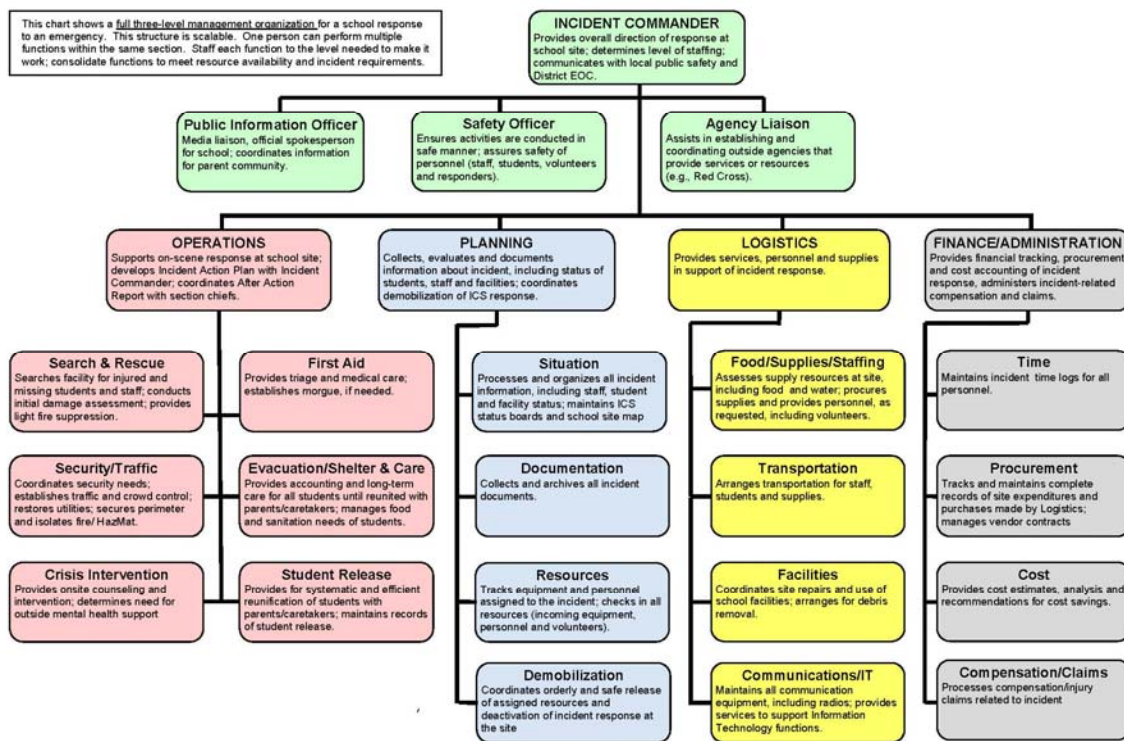 This chart shows a full three-level management organization for a school response
to an emergency. This structure is scalable. One person can perform multiple
functions within the same section. Staff each function to the level needed to make it
work; consolidate functions to meet resource availability and incident requirements.
INCIDENT COMMANDER
Provides overall direction of response at
school site; determines level of staffing;
communicates with local public safety and
District EOC.
Public Information Officer
Media liaison, official spokesperson
for school; coordinates information
for parent community.
Safety Officer
Ensures activities are conducted in
safe manner; assures safety of
personnel (staff, students, volunteers
and responders).
Agency Liaison
Assists in establishing and
coordinating outside agencies that
provide services or resources
(e.g., Red Cross).
OPERATIONS
Supports on-scene response at school site;
develops Incident Action Plan with Incident
Commander; coordinates After Action
Report with section chiefs.
PLANNING
Collects, evaluates and documents
information about incident, including status of
students, staff and facilities; coordinates
demobilization of ICS response.
LOGISTICS
Provides services, personnel and supplies
in support of incident response.
FINANCE/ADMINISTRATION
Provides financial tracking, procurement
and cost accounting of incident
response, administers incident-related
compensation and claims.
Search & Rescue
Searches facility for injured and
missing students and staff; conducts
initial damage assessment; provides
light fire suppression.
First Aid
Provides triage and medical care;
establishes morgue, if needed.
Situation
Processes and organizes all incident
information, including staff, student
and facility status; maintains ICS
status boards and school site map
Food/Supplies/Staffing
Assesses supply resources at site,
including food and water; procures
supplies and provides personnel, as
requested, including volunteers.
Time
Maintains incident time logs for all
personnel.
Security/Traffic
Coordinates security needs;
establishes traffic and crowd control;
restores utilities; secures perimeter
and isolates fire/ HazMat.
Evacuation/Shelter & Care
Provides accounting and long-term
care for all students until reunited with
parents/caretakers; manages food
and sanitation needs of students.
Documentation
Collects and archives all incident
documents.
Transportation
Arranges transportation for staff,
students and supplies.
Procurement
Tracks and maintains complete
records of site expenditures and
purchases made by Logistics;
manages vendor contracts
Crisis Intervention
Provides onsite counseling and
intervention; determines need for
outside mental health support
Student Release
Provides for systematic and efficient
reunification of students with
parents/caretakers; maintains records
of student release.
Resources
Tracks equipment and personnel
assigned to the incident; checks in all
resources (incoming equipment,
personnel and volunteers).
Facilities
Coordinates site repairs and use of
school facilities; arranges for debris
removal.
Cost
Provides cost estimates, analysis and
recommendations for cost savings.
Demobilization
Coordinates orderly and safe release
of assigned resources and
deactivation of incident response at
the site
Communications/IT
Maintains all communication
equipment, including radios; provides
services to support Information
Technology functions.
Compensation/Claims
Processes compensation/injury
claims related to incident